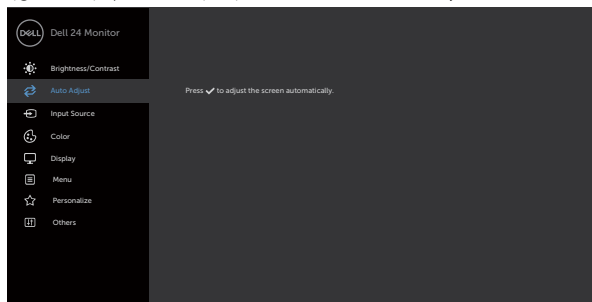 DELL Dell 24 Monitor
Brightness/Contrast
Auto Adjust
Press ✔ to adjust the screen automatically.
Input Source
Color
Display
Menu
Personalize
Others